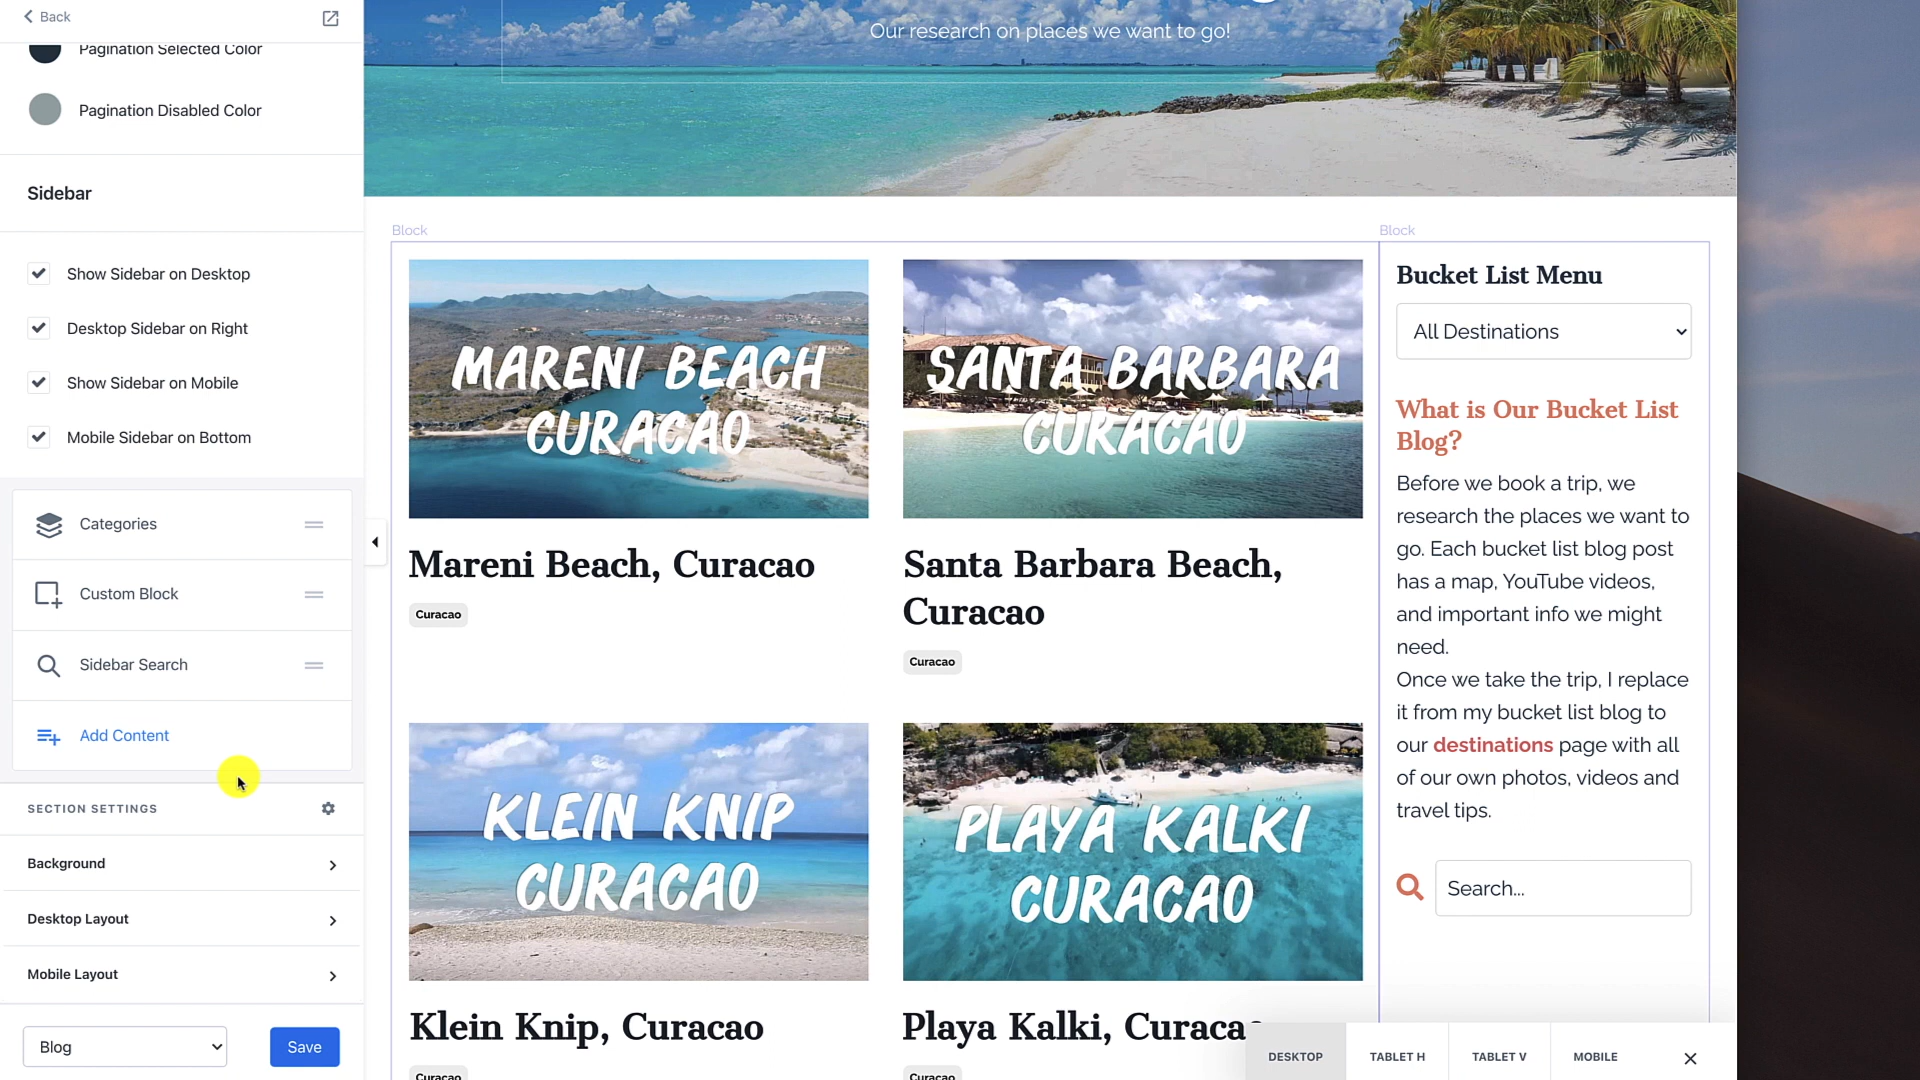 Back
Pagination Selected Color
Pagination Disabled Color
Sidebar
Show Sidebar on Desktop
Desktop Sidebar on Right
Show Sidebar on Mobile
Mobile Sidebar on Bottom
Categories
Custom Block
Sidebar Search
Add Content
SECTION SETTINGS
Background
Desktop Layout
Mobile Layout
Blog
Save
Our research on places we want to go!
Block
MARENI BEACH
CURACAO
Mareni Beach, Curacao
Curacao
SANTA BARBARA
CURACAO
Santa Barbara Beach,
Curacao
Curacao
KLEIN KNIP
CURACAO
Klein Knip, Curacao
Curacao
PLAYA KALKI
CURACAO
Playa Kalki, Curacao
Curacao
Block
Bucket List Menu
All Destinations
What is Our Bucket List
Blog?
Before we book a trip, we
research the places we want to
go. Each bucket list blog post
has a map, YouTube videos,
and important info we might
need.
Once we take the trip, I replace
it from my bucket list blog to
our destinations page with all
of our own photos, videos and
travel tips.
Search...
DESKTOP
TABLET H
TABLET V
MOBILE